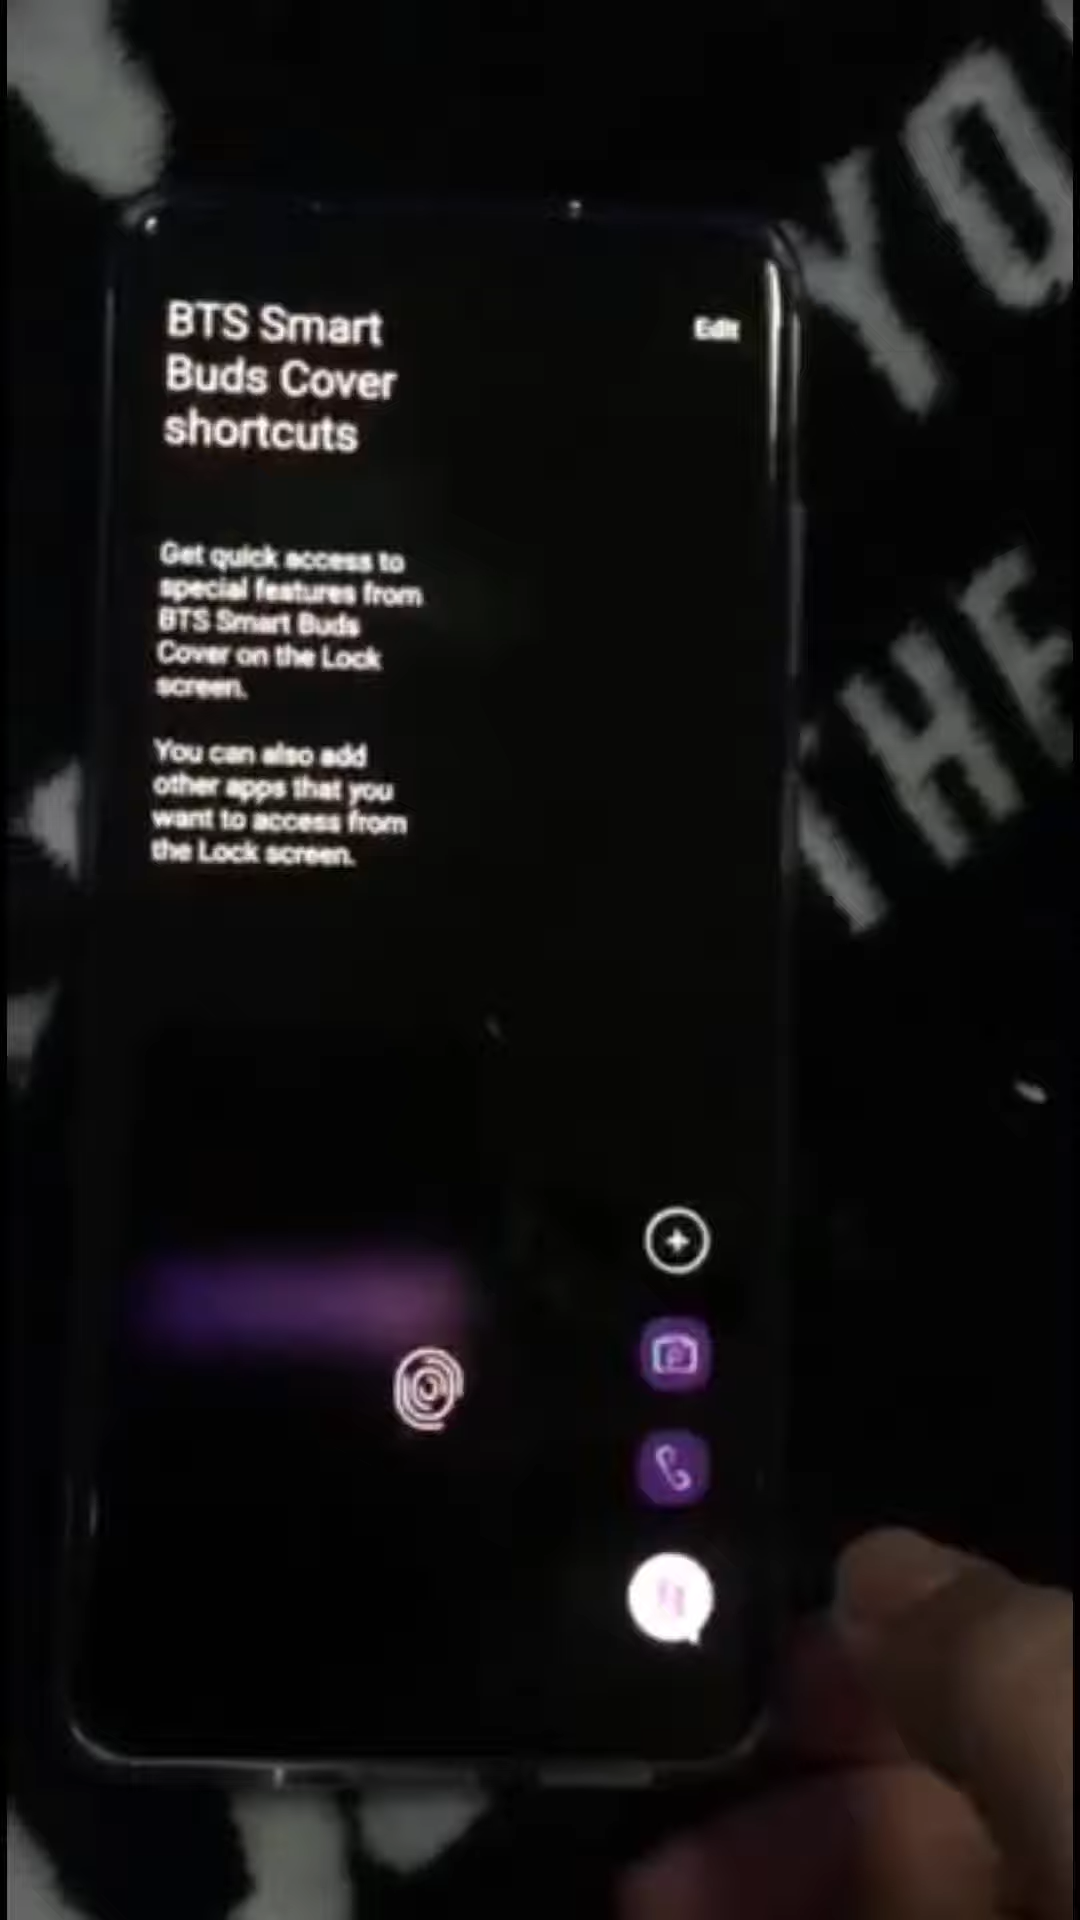 YO
THE
BTS Smart
Buds Cover
shortcuts
Edit
Get quick access to
special features from
BTS Smart Buds
Cover on the Lock
screen.
You can also add
other apps that you
want to access from
the Lock screen.